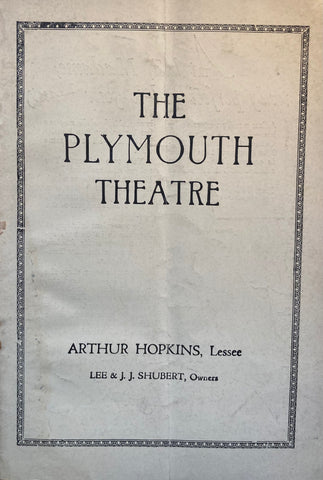 THE
PLYMOUTH
THEATRE
ARTHUR HOPKINS, Lessee
LEE & J. J. SHUBERT, Owners